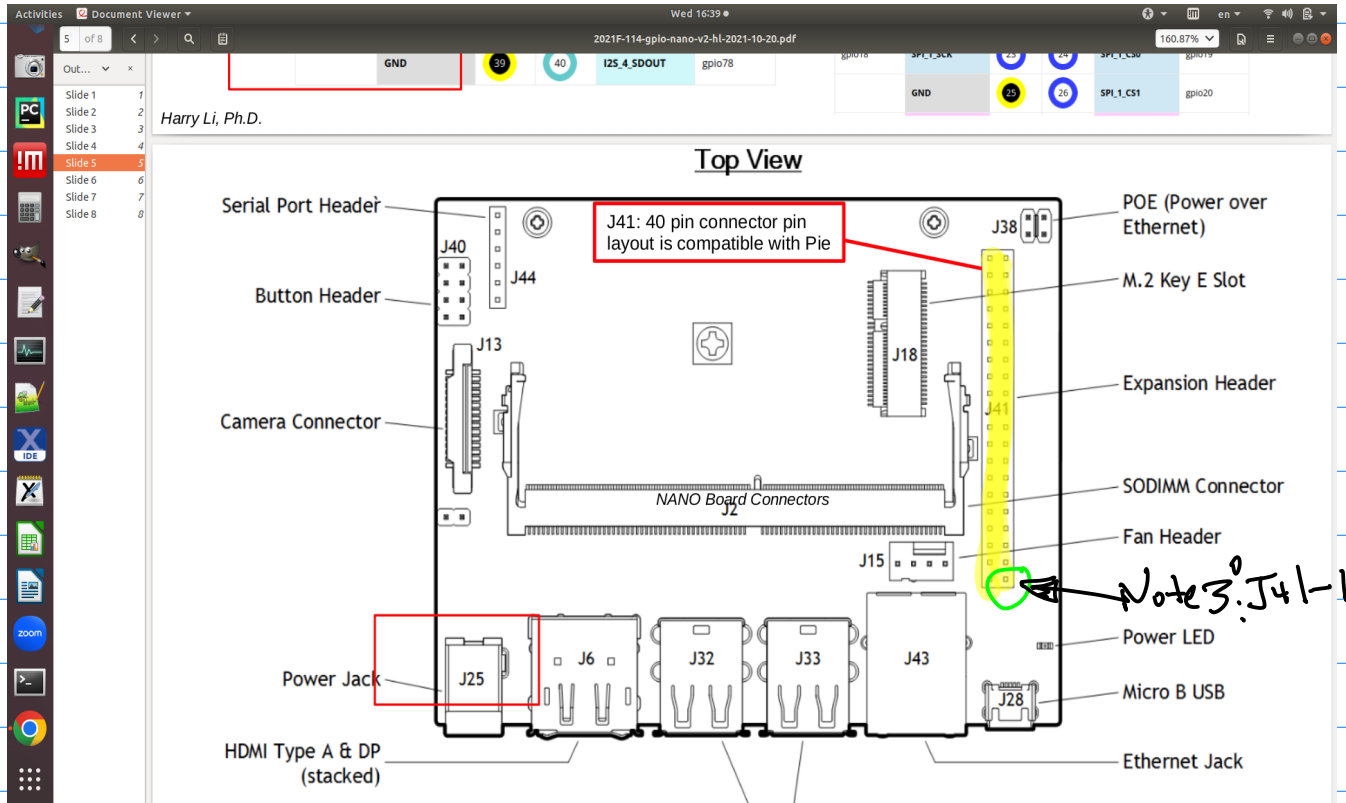 Activities Document Viewer Wed 16:39 en
5 of 8 2021F-114-gpio-nano-v2-hl-2021-10-20.pdf 160.87%
Out...
Slide 1 1
Slide 2 2
Slide 3 3
Slide 4 4
Slide 5 5
Slide 6 6
Slide 7 7
Slide 8 8
PC
IDE
zoom
GND 39 40 I2S_4_SDOUT gpio78
gpio18 SPI_1_SCK 23 24 SPI_1_CS0 gpio19
GND 25 26 SPI_1_CS1 gpio20
Harry Li, Ph.D.
Top View
Serial Port Header
J41: 40 pin connector pin
layout is compatible with Pie
J38
POE (Power over
Ethernet)
J40
J44
Button Header
M.2 Key E Slot
J13
J18
Expansion Header
J41
Camera Connector
SODIMM Connector
NANO Board Connectors
J2
Fan Header
J15
Note 3: J41-1
Power LED
Power Jack
J25
J6
J32
J33
J43
J28
Micro B USB
HDMI Type A & DP
(stacked)
Ethernet Jack